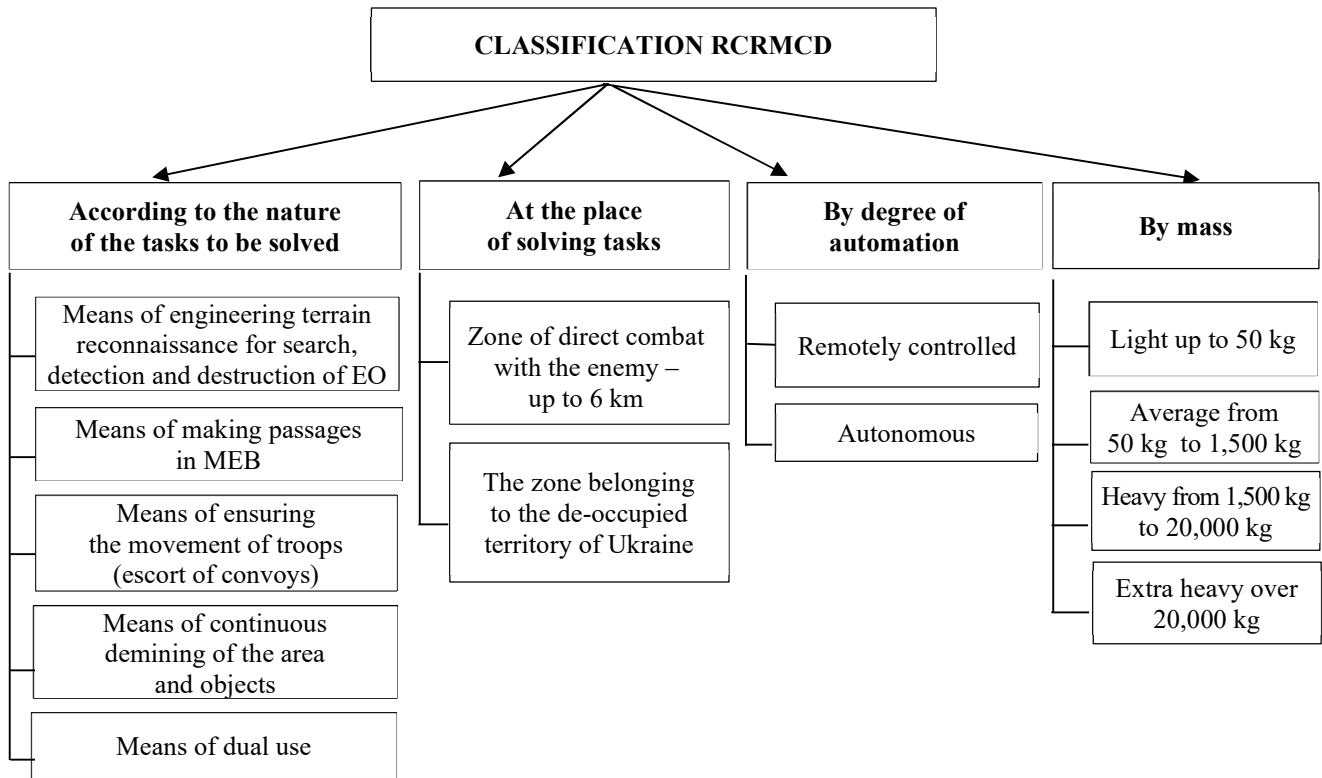 CLASSIFICATION RCRMCD
According to the nature
of the tasks to be solved
Means of engineering terrain
reconnaissance for search,
detection and destruction of EO
Means of making passages
in MEB
Means of ensuring
the movement of troops
(escort of convoys)
Means of continuous
demining of the area
and objects
Means of dual use
At the place
of solving tasks
Zone of direct combat
with the enemy –
up to 6 km
The zone belonging
to the de-occupied
territory of Ukraine
By degree of
automation
Remotely controlled
Autonomous
By mass
Light up to 50 kg
Average from
50 kg to 1,500 kg
Heavy from 1,500 kg
to 20,000 kg
Extra heavy over
20,000 kg